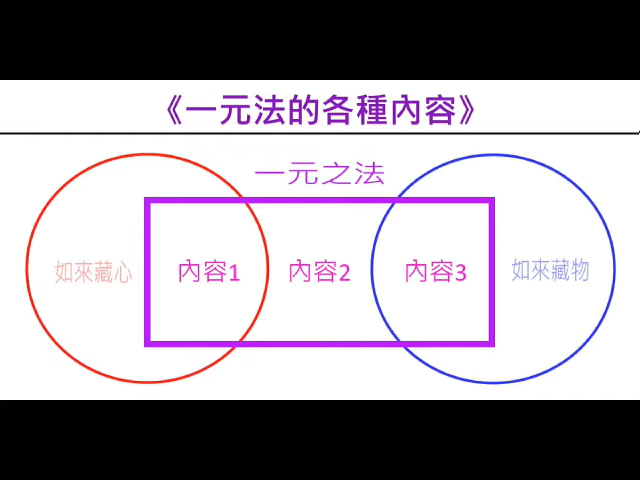 《一元法的各種內容》
一元之法
如來藏心
內容1
內容2
內容3
如來藏物